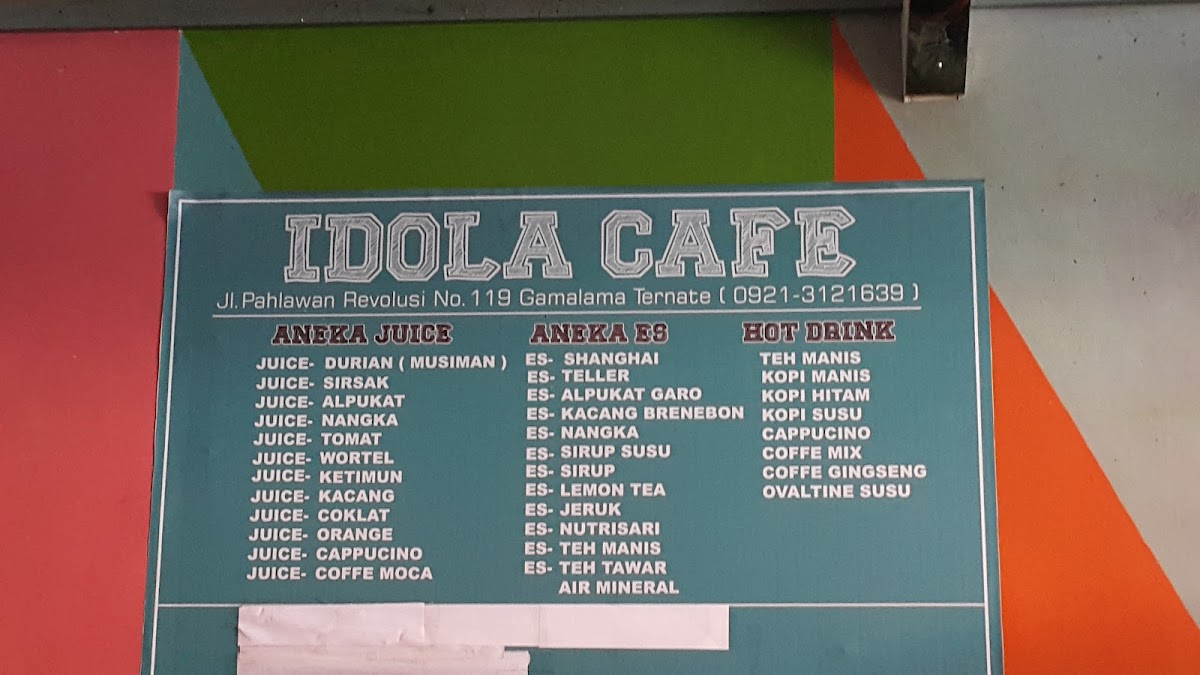 IDOLA CAFE
Jl.Pahlawan Revolusi No.119 Gamalama Ternate ( 0921-3121639 )
ANEKA JUICE
JUICE- DURIAN ( MUSIMAN )
JUICE- SIRSAK
JUICE- ALPUKAT
JUICE- NANGKA
JUICE- TOMAT
JUICE- WORTEL
JUICE- KETIMUN
JUICE- KACANG
JUICE- COKLAT
JUICE- ORANGE
JUICE- CAPPUCINO
JUICE- COFFE MOCA
ANEKA ES
ES- SHANGHAI
ES- TELLER
ES- ALPUKAT GARO
ES- KACANG BRENEBON
ES- NANGKA
ES- SIRUP SUSU
ES- SIRUP
ES- LEMON TEA
ES- JERUK
ES- NUTRISARI
ES- TEH MANIS
ES- TEH TAWAR
AIR MINERAL
HOT DRINK
TEH MANIS
KOPI MANIS
KOPI HITAM
KOPI SUSU
CAPPUCINO
COFFE MIX
COFFE GINGSENG
OVALTINE SUSU